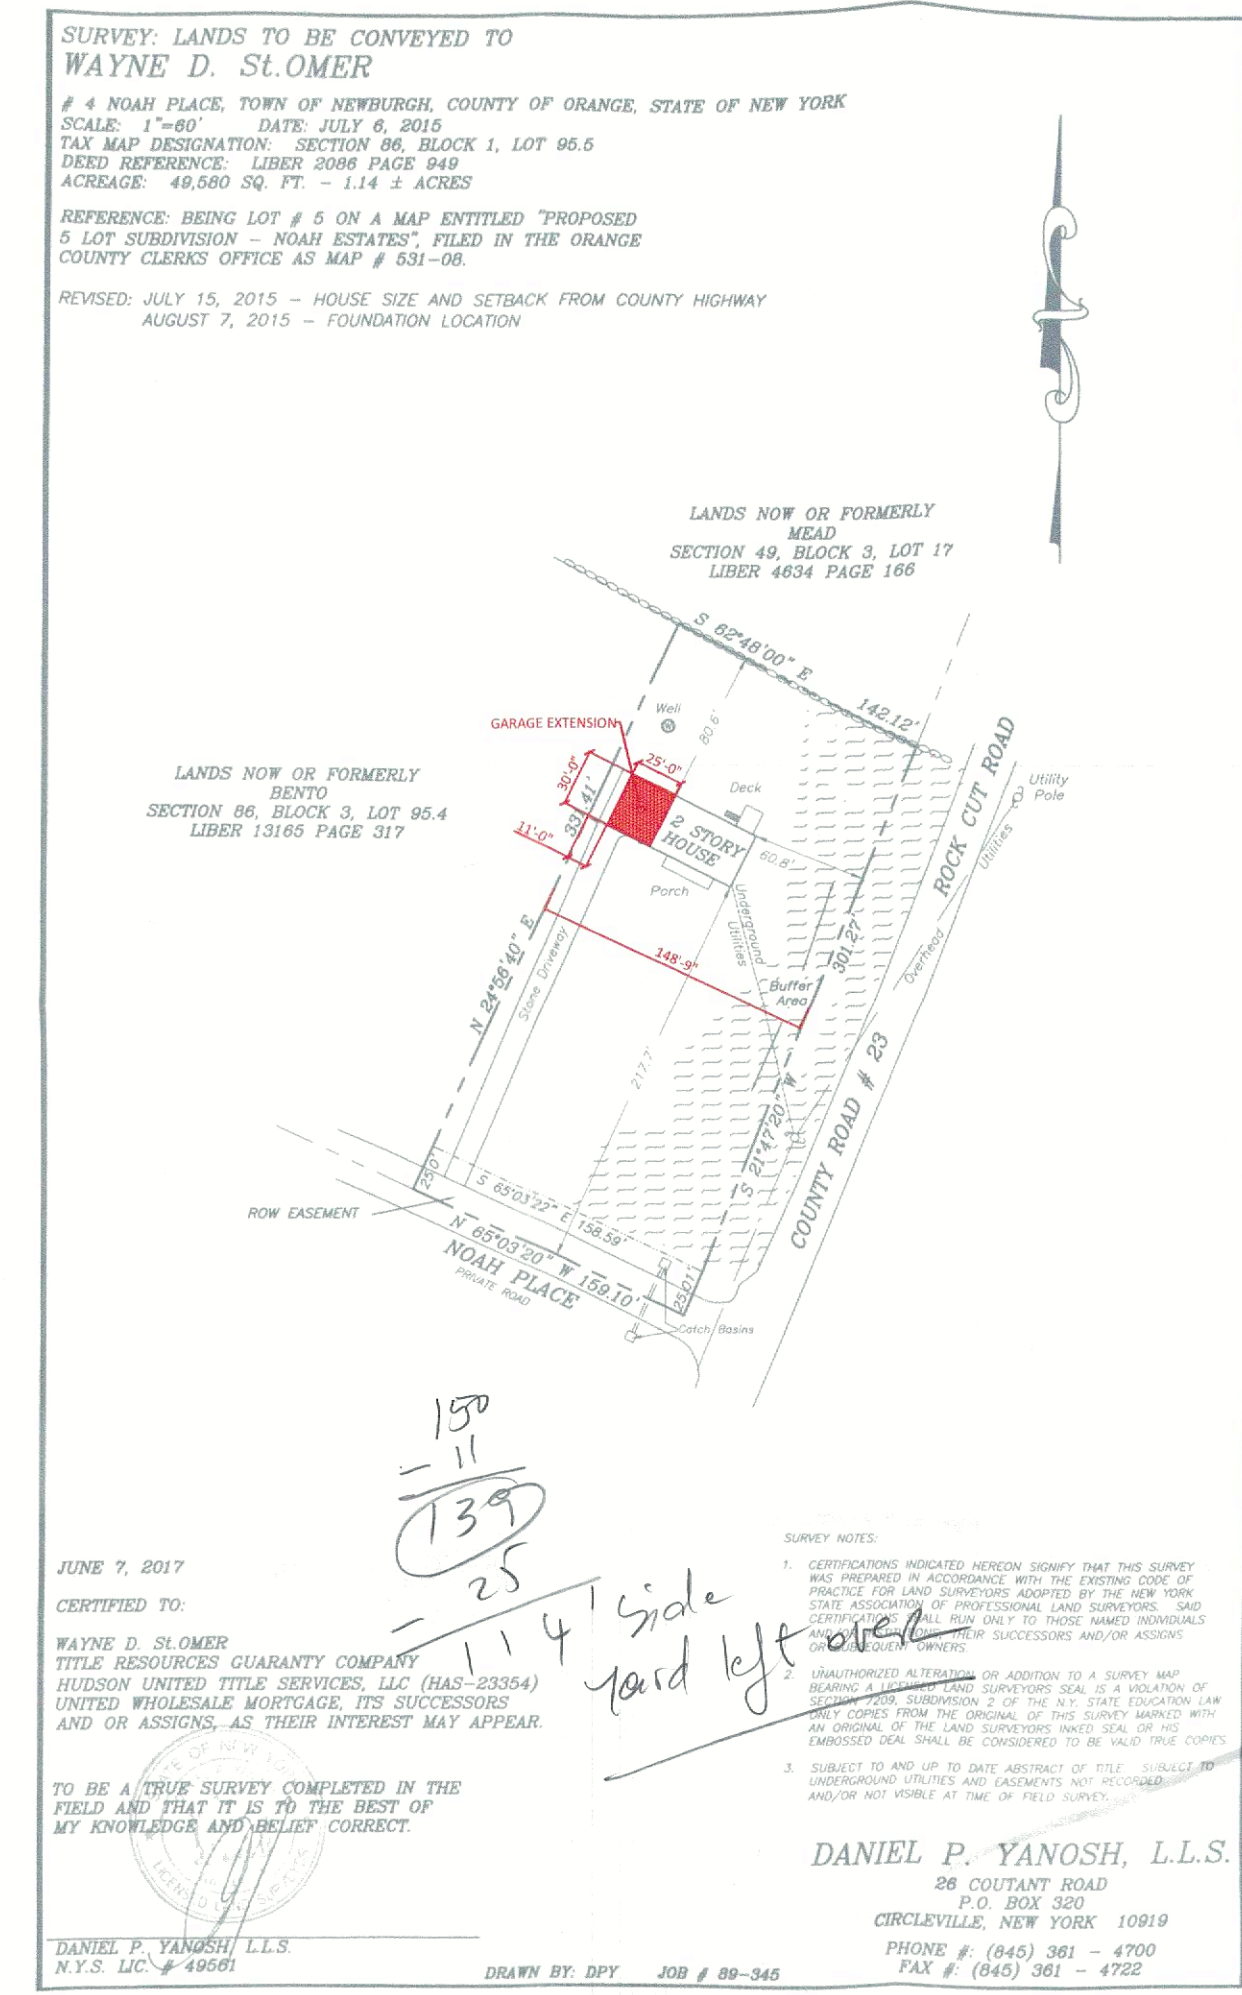 SURVEY: LANDS TO BE CONVEYED TO
WAYNE D. St.OMER
# 4 NOAH PLACE, TOWN OF NEWBURGH, COUNTY OF ORANGE, STATE OF NEW YORK
SCALE: 1"=60' DATE: JULY 6, 2015
TAX MAP DESIGNATION: SECTION 86, BLOCK 1, LOT 95.5
DEED REFERENCE: LIBER 2086 PAGE 949
ACREAGE: 49,580 SQ. FT. - 1.14 ± ACRES
REFERENCE: BEING LOT # 5 ON A MAP ENTITLED "PROPOSED
5 LOT SUBDIVISION - NOAH ESTATES", FILED IN THE ORANGE
COUNTY CLERKS OFFICE AS MAP # 531-08.
REVISED: JULY 15, 2015 - HOUSE SIZE AND SETBACK FROM COUNTY HIGHWAY
AUGUST 7, 2015 - FOUNDATION LOCATION
LANDS NOW OR FORMERLY
MEAD
SECTION 49, BLOCK 3, LOT 17
LIBER 4634 PAGE 166
S 62°48'00" E
142.12'
Well
80.6'
GARAGE EXTENSION
25'-0"
30'-0"
331.41'
11'-0"
LANDS NOW OR FORMERLY
BENTO
SECTION 86, BLOCK 3, LOT 95.4
LIBER 13165 PAGE 317
Deck
2 STORY
HOUSE
60.8'
Porch
Utility
Pole
Utilities
Overhead
ROCK CUT ROAD
COUNTY ROAD # 23
Underground
Utilities
301.27'
148'-9"
Buffer
Area
N 24°56'40" E
Stone Driveway
217.7'
S 21°47'20" W
25.0'
S 65°03'22" E 158.59'
ROW EASEMENT
N 65°03'20" W 159.10'
NOAH PLACE
PRIVATE ROAD
25.01'
Catch Basins
150
- 11
139
- 25
114' side
yard left over
JUNE 7, 2017
CERTIFIED TO:
WAYNE D. St.OMER
TITLE RESOURCES GUARANTY COMPANY
HUDSON UNITED TITLE SERVICES, LLC (HAS-23354)
UNITED WHOLESALE MORTGAGE, ITS SUCCESSORS
AND OR ASSIGNS, AS THEIR INTEREST MAY APPEAR.
TO BE A TRUE SURVEY COMPLETED IN THE
FIELD AND THAT IT IS TO THE BEST OF
MY KNOWLEDGE AND BELIEF CORRECT.
STATE OF NEW YORK
LICENSED LAND SURVEYOR
DANIEL P. YANOSH, L.L.S.
N.Y.S. LIC. # 49561
DRAWN BY: DPY JOB # 89-345
SURVEY NOTES:
1. CERTIFICATIONS INDICATED HEREON SIGNIFY THAT THIS SURVEY
WAS PREPARED IN ACCORDANCE WITH THE EXISTING CODE OF
PRACTICE FOR LAND SURVEYORS ADOPTED BY THE NEW YORK
STATE ASSOCIATION OF PROFESSIONAL LAND SURVEYORS. SAID
CERTIFICATIONS SHALL RUN ONLY TO THOSE NAMED INDIVIDUALS
AND/OR INSTITUTIONS, THEIR SUCCESSORS AND/OR ASSIGNS
OR SUBSEQUENT OWNERS.
2. UNAUTHORIZED ALTERATION OR ADDITION TO A SURVEY MAP
BEARING A LICENSED LAND SURVEYORS SEAL IS A VIOLATION OF
SECTION 7209, SUBDIVISION 2 OF THE N.Y. STATE EDUCATION LAW
ONLY COPIES FROM THE ORIGINAL OF THIS SURVEY MARKED WITH
AN ORIGINAL OF THE LAND SURVEYORS INKED SEAL OR HIS
EMBOSSED DEAL SHALL BE CONSIDERED TO BE VALID TRUE COPIES
3. SUBJECT TO AND UP TO DATE ABSTRACT OF TITLE. SUBJECT TO
UNDERGROUND UTILITIES AND EASEMENTS NOT RECORDED
AND/OR NOT VISIBLE AT TIME OF FIELD SURVEY.
DANIEL P. YANOSH, L.L.S.
26 COUTANT ROAD
P.O. BOX 320
CIRCLEVILLE, NEW YORK 10919
PHONE #: (845) 361 - 4700
FAX #: (845) 361 - 4722